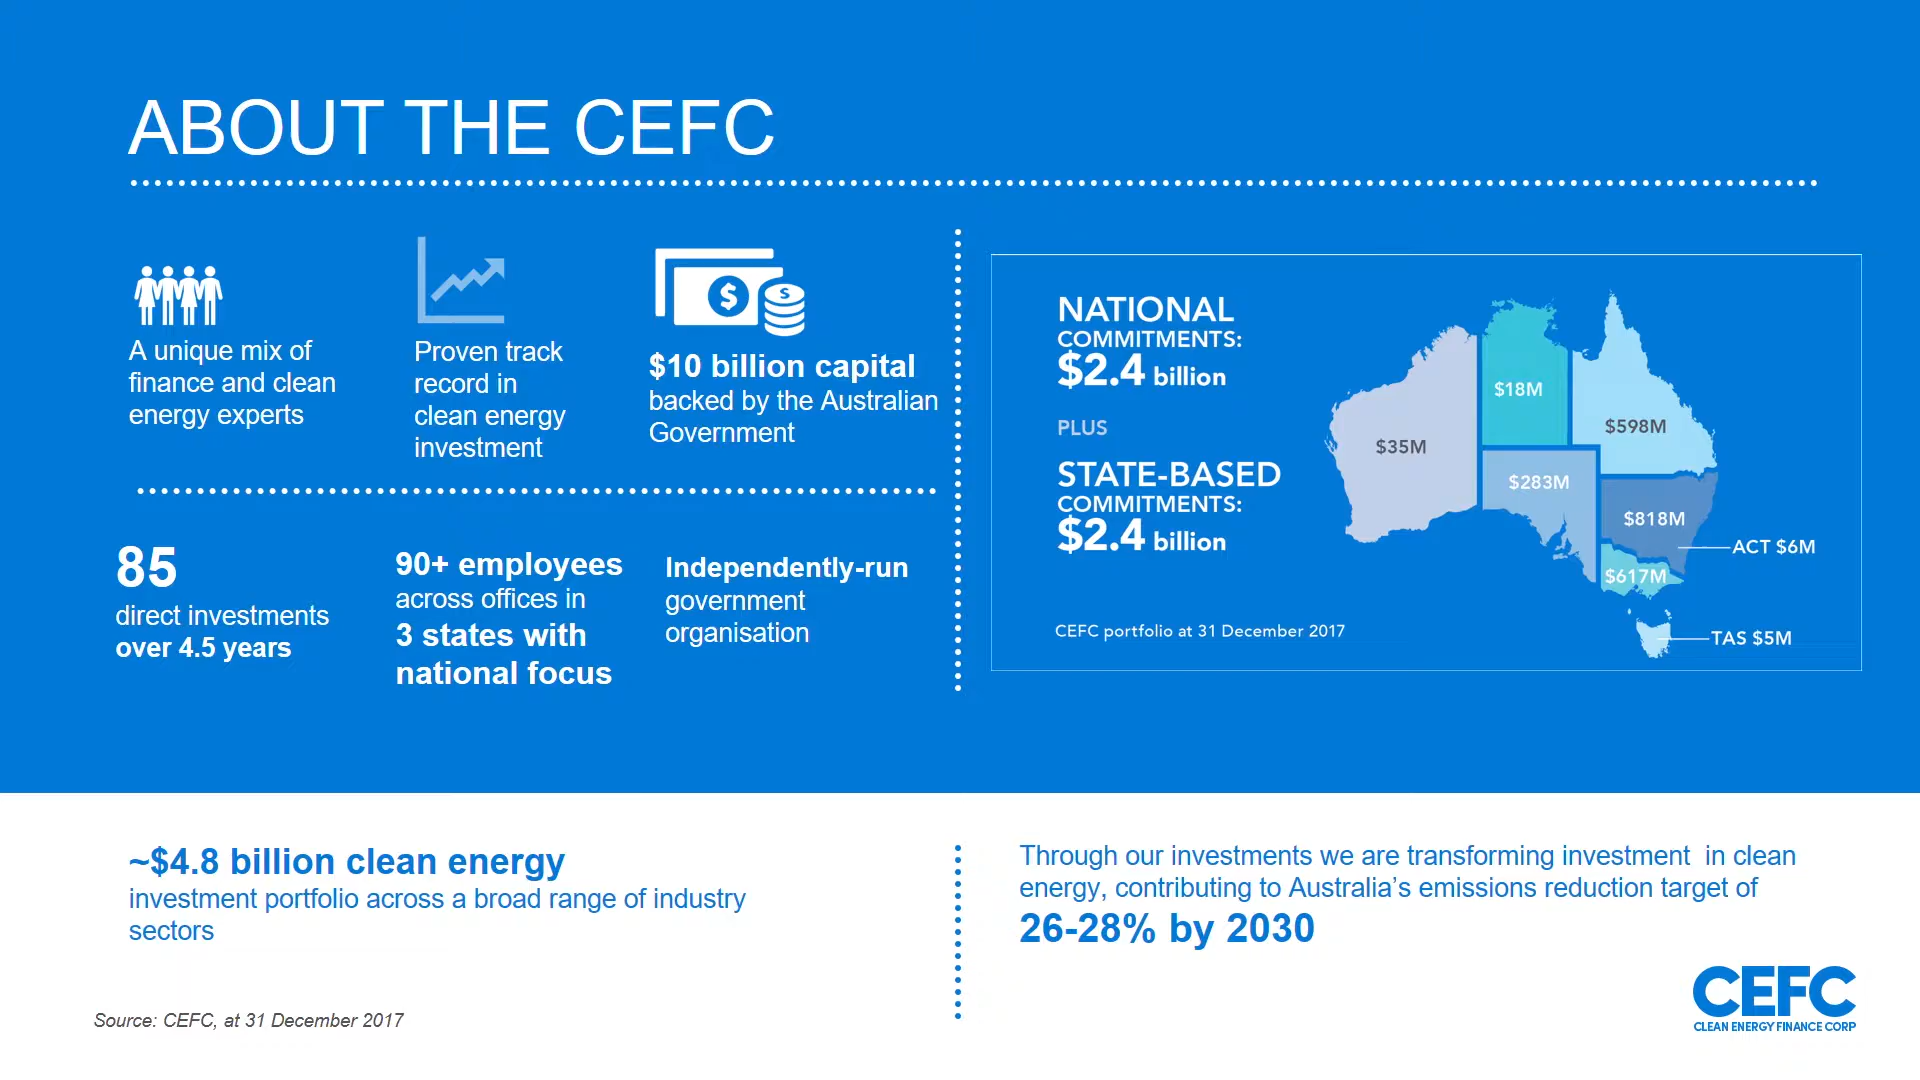 ABOUT THE CEFC
A unique mix of
finance and clean
energy experts
Proven track
record in
clean energy
investment
$
$
$10 billion capital
backed by the Australian
Government
85
direct investments
over 4.5 years
90+ employees
across offices in
3 states with
national focus
Independently-run
government
organisation
NATIONAL
COMMITMENTS:
$2.4 billion
PLUS
STATE-BASED
COMMITMENTS:
$2.4 billion
CEFC portfolio at 31 December 2017
$18M
$598M
$35M
$283M
$818M
ACT $6M
$617M
TAS $5M
~$4.8 billion clean energy
investment portfolio across a broad range of industry
sectors
Through our investments we are transforming investment  in clean
energy, contributing to Australia’s emissions reduction target of
26-28% by 2030
Source: CEFC, at 31 December 2017
CEFC
CLEAN ENERGY FINANCE CORP